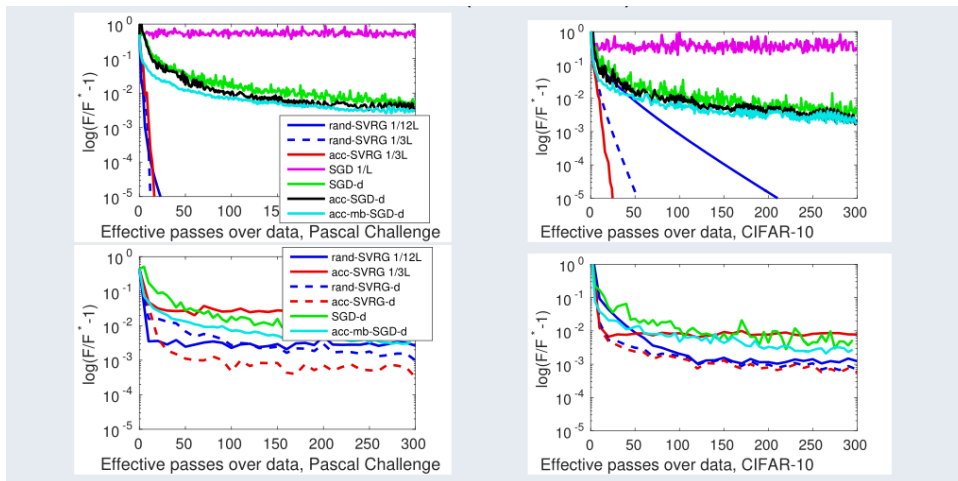 10^0
10^-1
10^-2
10^-3
10^-4
10^-5
log(F/F* -1)
0 50 100 150 200 250 300
Effective passes over data, Pascal Challenge
rand-SVRG 1/12L
rand-SVRG 1/3L
acc-SVRG 1/3L
SGD 1/L
SGD-d
acc-SGD-d
acc-mb-SGD-d
10^0
10^-1
10^-2
10^-3
10^-4
10^-5
log(F/F* -1)
0 50 100 150 200 250 300
Effective passes over data, CIFAR-10
10^0
10^-1
10^-2
10^-3
10^-4
10^-5
log(F/F* -1)
0 50 100 150 200 250 300
Effective passes over data, Pascal Challenge
rand-SVRG 1/12L
acc-SVRG 1/3L
rand-SVRG-d
acc-SVRG-d
SGD-d
acc-mb-SGD-d
10^0
10^-1
10^-2
10^-3
10^-4
10^-5
log(F/F* -1)
0 50 100 150 200 250 300
Effective passes over data, CIFAR-10